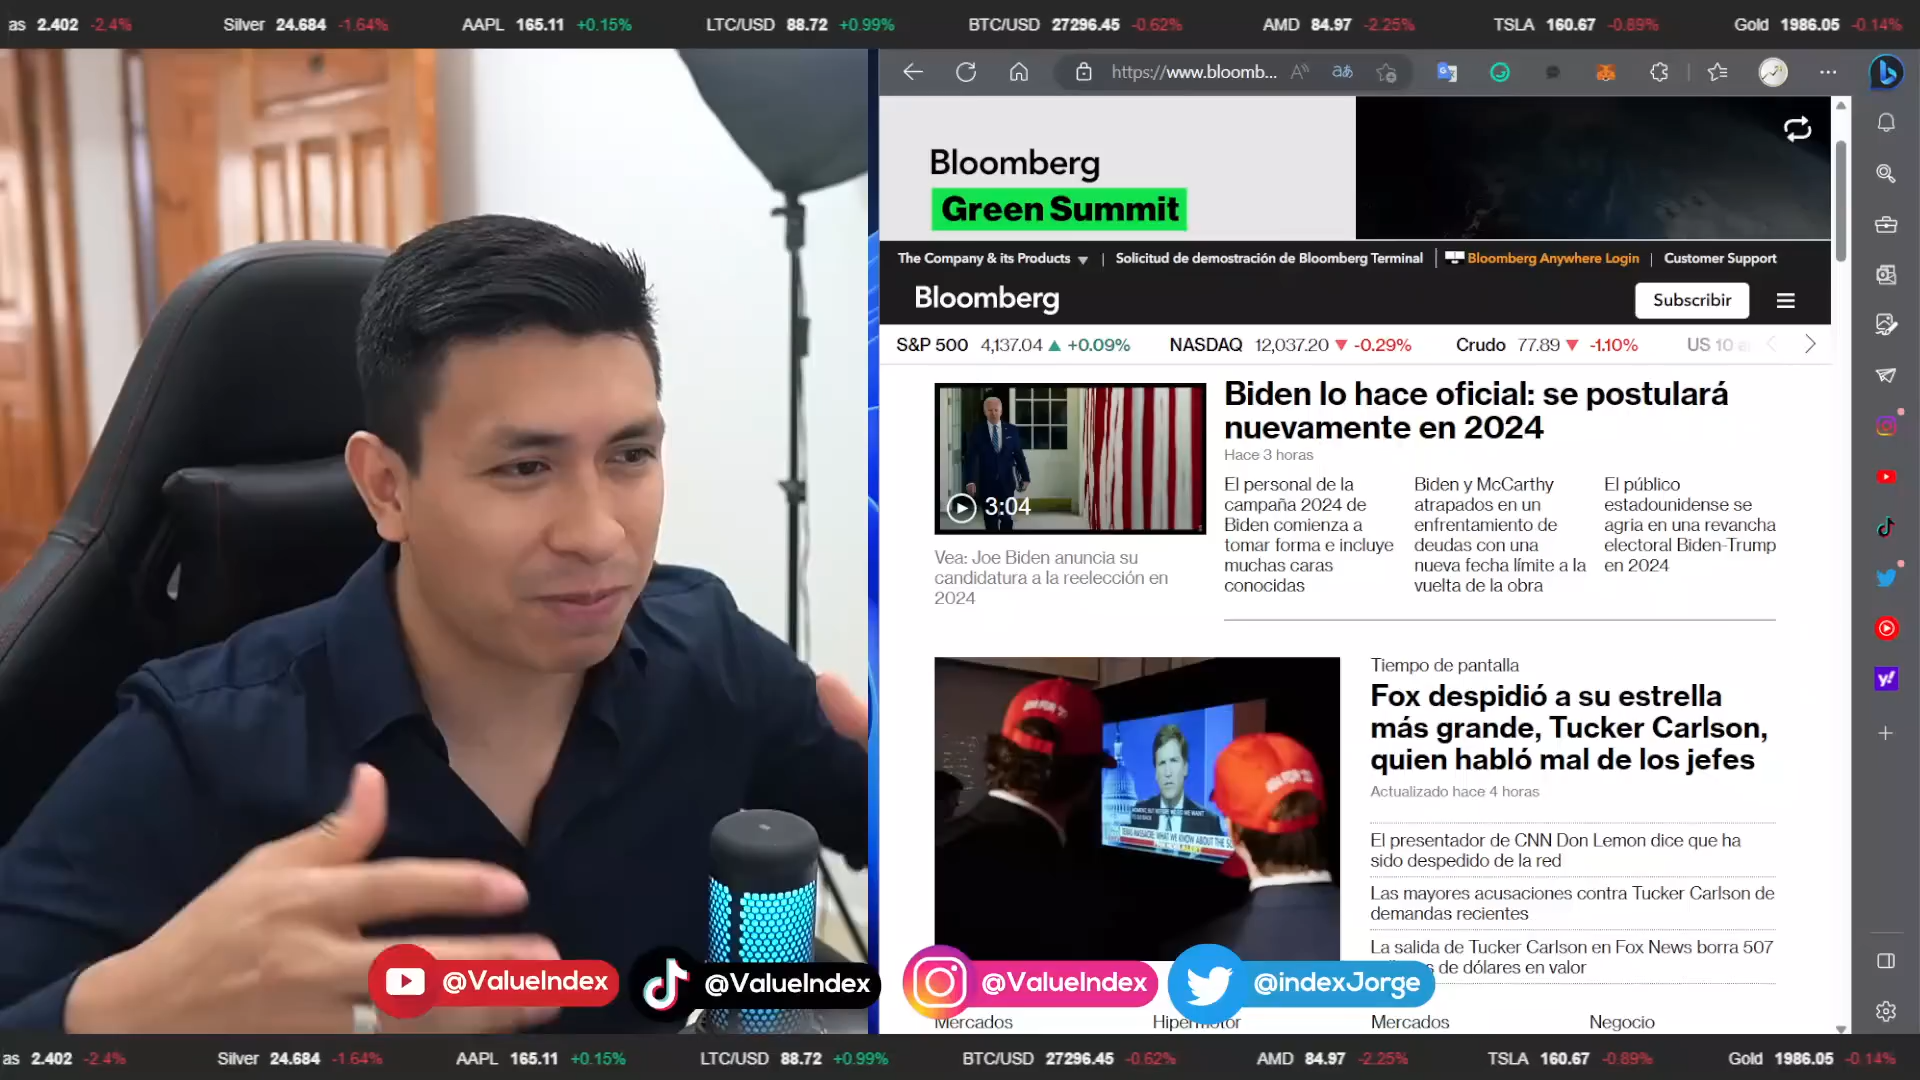 as 2.402 -2.4% Silver 24.684 -1.64% AAPL 165.11 +0.15% LTC/USD 88.72 +0.99% BTC/USD 27296.45 -0.62% AMD 84.97 -2.25% TSLA 160.67 -0.89% Gold 1986.05 -0.14%
https://www.bloomb...
Bloomberg
Green Summit
The Company & its Products ▼ | Solicitud de demostración de Bloomberg Terminal | Bloomberg Anywhere Login | Customer Support
Bloomberg
Subscribir
S&P 500 4,137.04 ▲ +0.09% NASDAQ 12,037.20 ▼ -0.29% Crudo 77.89 ▼ -1.10% US 10
Biden lo hace oficial: se postulará
nuevamente en 2024
Hace 3 horas
3:04
Vea: Joe Biden anuncia su
candidatura a la reelección en
2024
El personal de la
campaña 2024 de
Biden comienza a
tomar forma e incluye
muchas caras
conocidas
Biden y McCarthy
atrapados en un
enfrentamiento de
deudas con una
nueva fecha límite a la
vuelta de la obra
El público
estadounidense se
agria en una revancha
electoral Biden-Trump
en 2024
Tiempo de pantalla
Fox despidió a su estrella
más grande, Tucker Carlson,
quien habló mal de los jefes
Actualizado hace 4 horas
El presentador de CNN Don Lemon dice que ha
sido despedido de la red
Las mayores acusaciones contra Tucker Carlson de
demandas recientes
La salida de Tucker Carlson en Fox News borra 507
de dólares en valor
@ValueIndex
@ValueIndex
@ValueIndex
@indexJorge
Mercados
Mercados
Negocio
as 2.402 -2.4% Silver 24.684 -1.64% AAPL 165.11 +0.15% LTC/USD 88.72 +0.99% BTC/USD 27296.45 -0.62% AMD 84.97 -2.25% TSLA 160.67 -0.89% Gold 1986.05 -0.14%